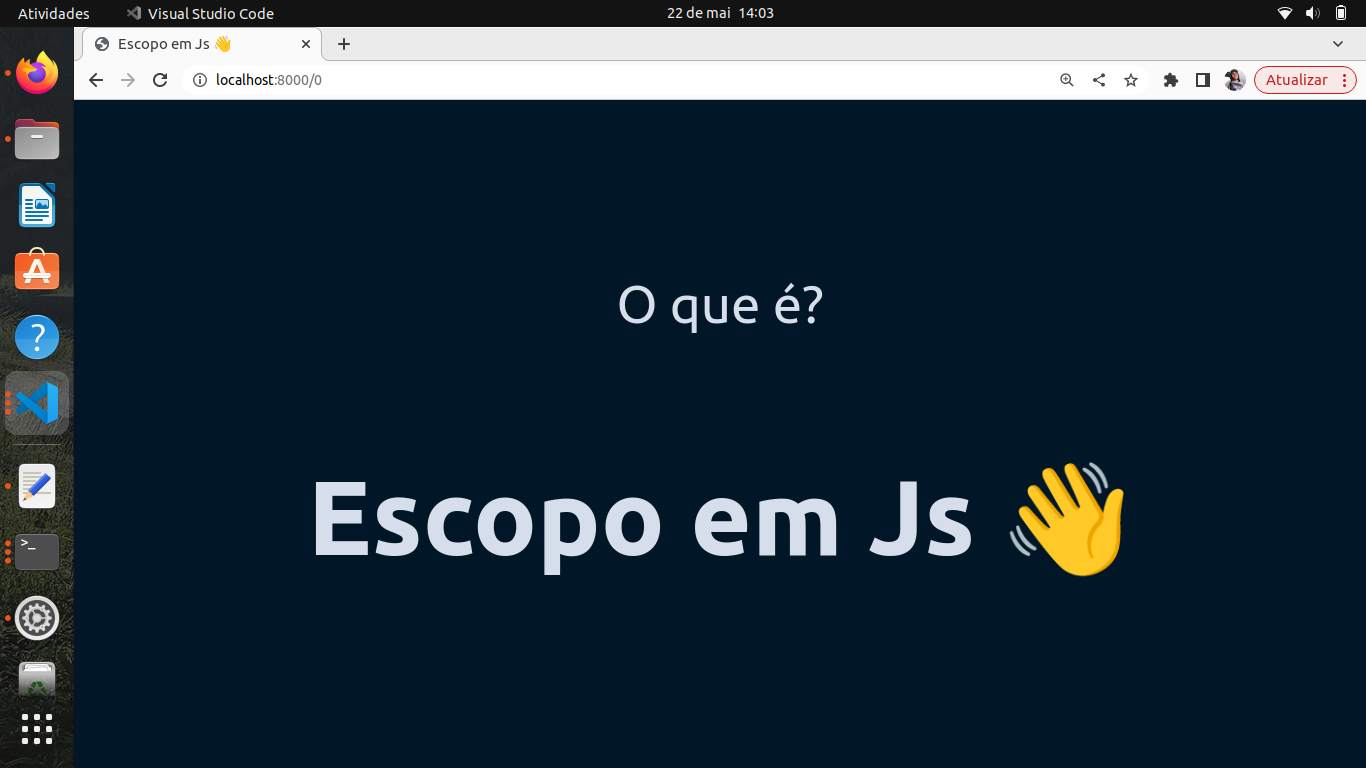 Atividades
Visual Studio Code
22 de mai 14:03
Escopo em Js 👋
localhost:8000/0
Atualizar
O que é?
Escopo em Js 👋